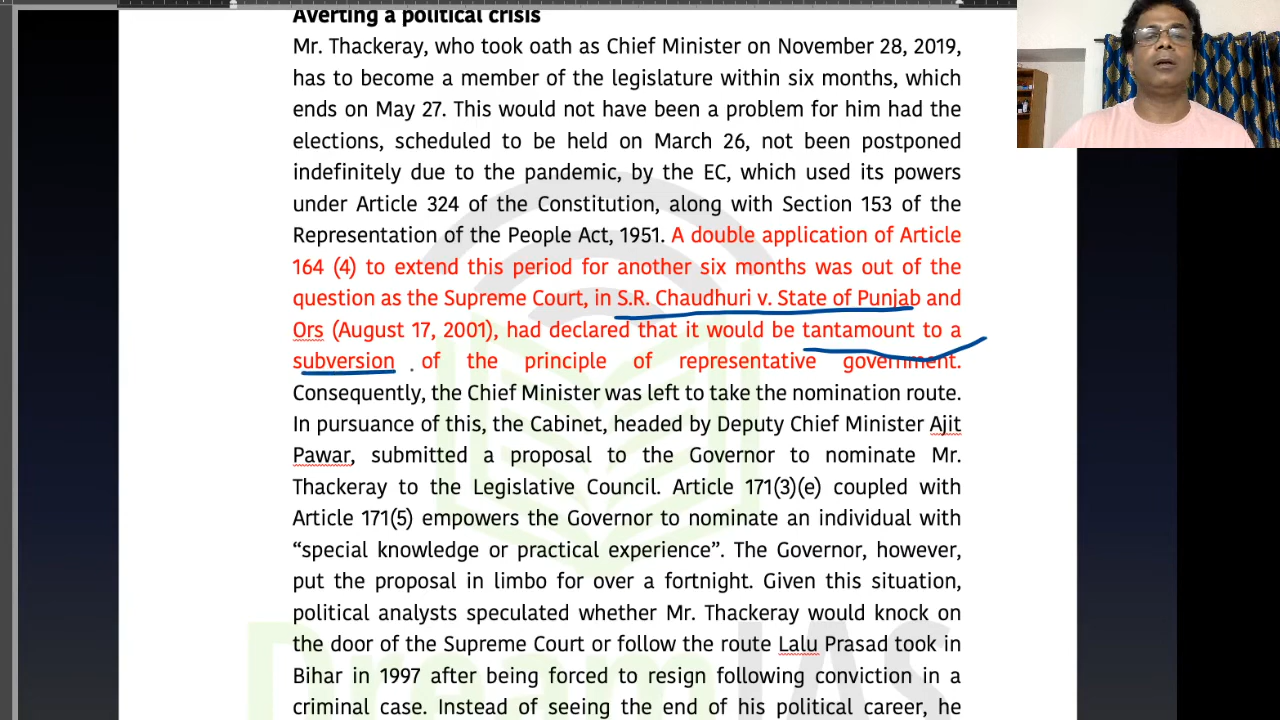 Averting a political crisis
Mr. Thackeray, who took oath as Chief Minister on November 28, 2019,
has to become a member of the legislature within six months, which
ends on May 27. This would not have been a problem for him had the
elections, scheduled to be held on March 26, not been postponed
indefinitely due to the pandemic, by the EC, which used its powers
under Article 324 of the Constitution, along with Section 153 of the
Representation of the People Act, 1951. A double application of Article
164 (4) to extend this period for another six months was out of the
question as the Supreme Court, in S.R. Chaudhuri v. State of Punjab and
Ors (August 17, 2001), had declared that it would be tantamount to a
subversion of the principle of representative government.
Consequently, the Chief Minister was left to take the nomination route.
In pursuance of this, the Cabinet, headed by Deputy Chief Minister Ajit
Pawar, submitted a proposal to the Governor to nominate Mr.
Thackeray to the Legislative Council. Article 171(3)(e) coupled with
Article 171(5) empowers the Governor to nominate an individual with
“special knowledge or practical experience”. The Governor, however,
put the proposal in limbo for over a fortnight. Given this situation,
political analysts speculated whether Mr. Thackeray would knock on
the door of the Supreme Court or follow the route Lalu Prasad took in
Bihar in 1997 after being forced to resign following conviction in a
criminal case. Instead of seeing the end of his political career, he
Dream IAS